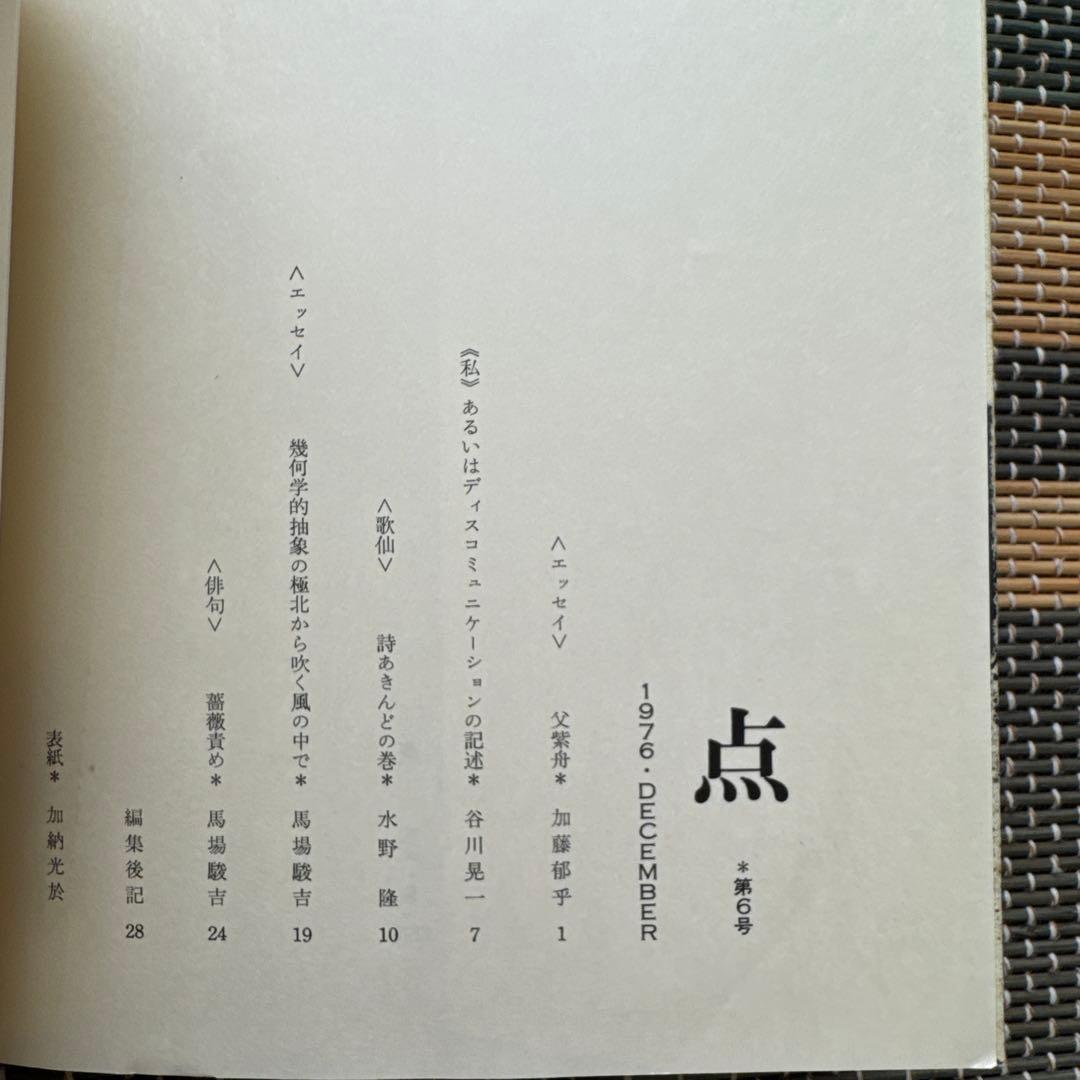 点 *第6号
1976・DECEMBER
<エッセイ> 父紫舟* 加藤郁乎 1
《私》あるいはディスコミュニケーションの記述* 谷川晃一 7
<歌仙> 詩あきんどの巻* 水野隆 10
<エッセイ> 幾何学的抽象の極北から吹く風の中で* 馬場駿吉 19
<俳句> 薔薇責め* 馬場駿吉 24
編集後記 28
表紙* 加納光於